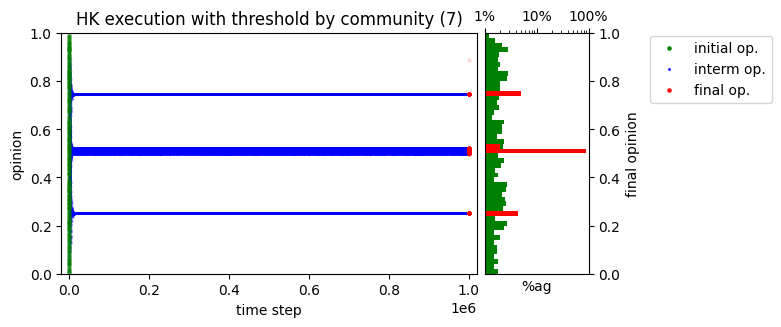 HK execution with threshold by community (7)
1% 10% 100%
1.0
0.8
0.6
0.4
0.2
0.0
opinion
0.0 0.2 0.4 0.6 0.8 1.0
1e6
time step
%ag
1.0
0.8
0.6
0.4
0.2
0.0
final opinion
initial op.
interm op.
final op.